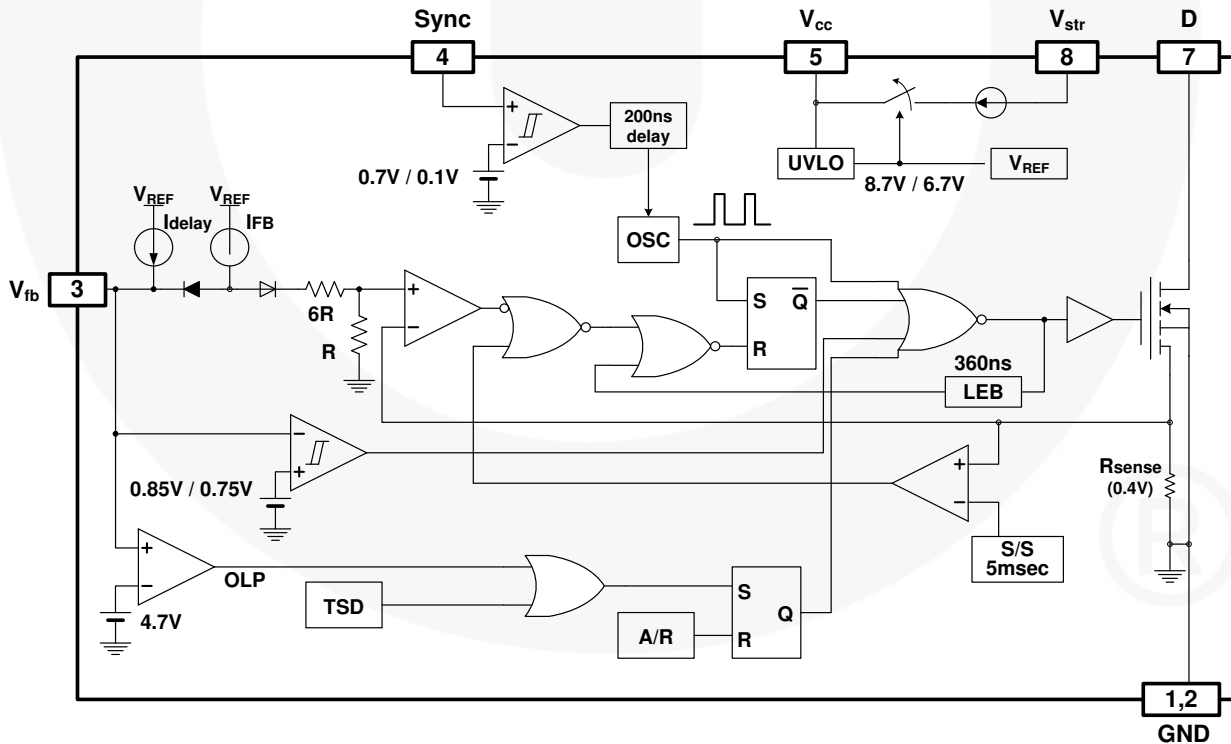 Sync
Vcc
Vstr
D
4
5
8
7
200ns
delay
0.7V / 0.1V
UVLO
VREF
8.7V / 6.7V
VREF
VREF
Idelay
IFB
OSC
Vfb
3
6R
R
S
Q
R
360ns
LEB
0.85V / 0.75V
Rsense
(0.4V)
S/S
5msec
OLP
4.7V
TSD
A/R
S
Q
R
1,2
GND
®